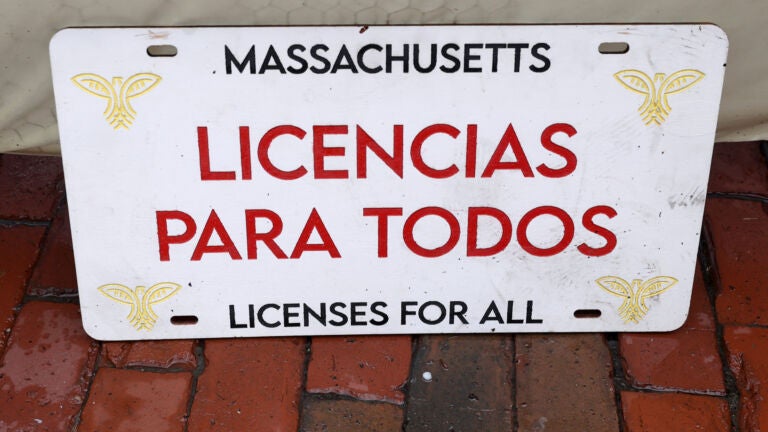 MASSACHUSETTS
LICENCIAS
PARA TODOS
LICENSES FOR ALL